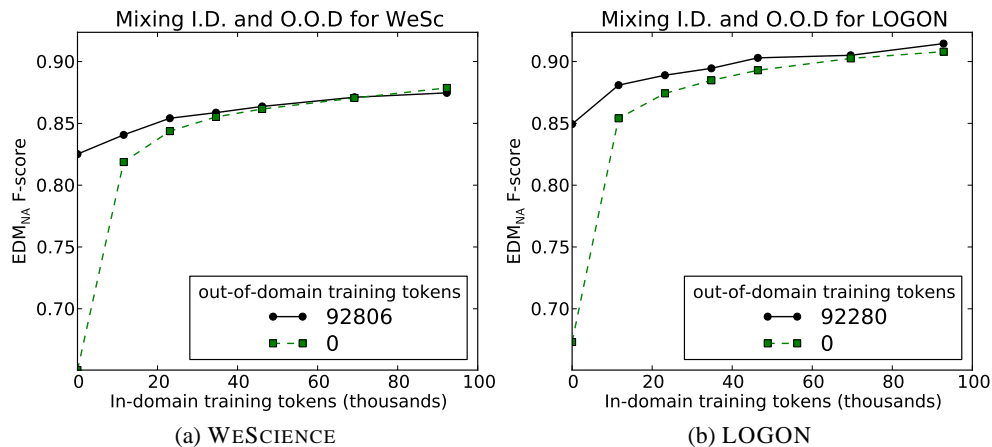 Mixing I.D. and O.O.D for WeSc
0.90
0.85
0.80
0.75
0.70
EDM_NA F-score
out-of-domain training tokens
92806
0
0 20 40 60 80 100
In-domain training tokens (thousands)
(a) WESCIENCE
Mixing I.D. and O.O.D for LOGON
0.90
0.85
0.80
0.75
0.70
EDM_NA F-score
out-of-domain training tokens
92280
0
0 20 40 60 80 100
In-domain training tokens (thousands)
(b) LOGON